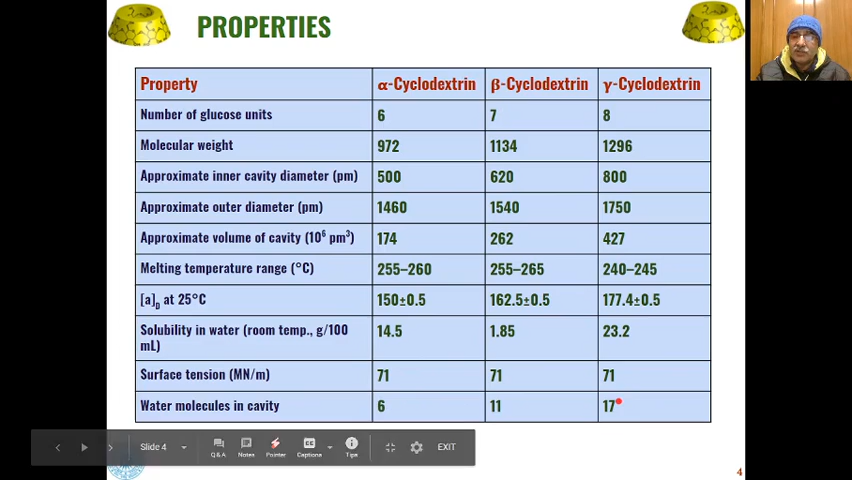 PROPERTIES
Property α-Cyclodextrin β-Cyclodextrin γ-Cyclodextrin
Number of glucose units 6 7 8
Molecular weight 972 1134 1296
Approximate inner cavity diameter (pm) 500 620 800
Approximate outer diameter (pm) 1460 1540 1750
Approximate volume of cavity (10⁶ pm³) 174 262 427
Melting temperature range (°C) 255–260 255–265 240–245
[a]D at 25°C 150±0.5 162.5±0.5 177.4±0.5
Solubility in water (room temp., g/100 14.5 1.85 23.2
mL)
Surface tension (MN/m) 71 71 71
Water molecules in cavity 6 11 17
Slide 4 Q&A Notes Pointer Captions Tips EXIT
4